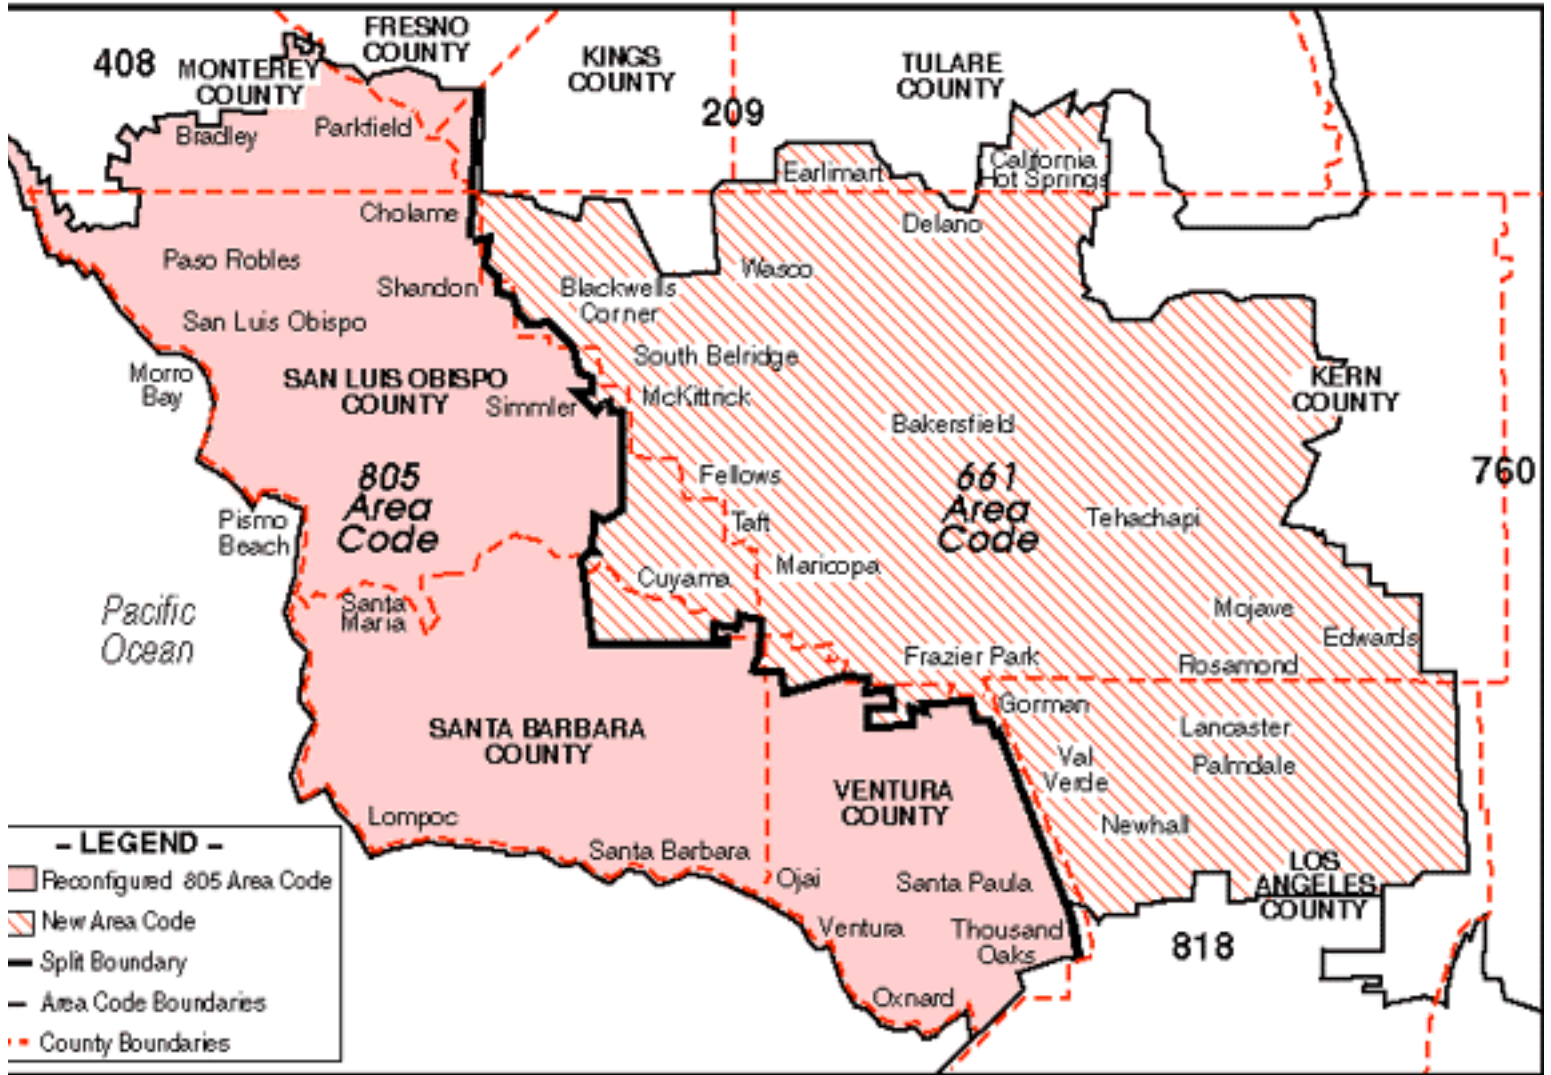 FRESNO
COUNTY
408
MONTEREY
COUNTY
KINGS
COUNTY
TULARE
COUNTY
209
Bradley
Parkfield
Earlimart
California
Hot Springs
Cholame
Delano
Paso Robles
Shandon
Wasco
Blackwells
Corner
San Luis Obispo
South Belridge
Morro
Bay
SAN LUIS OBISPO
COUNTY
Simmler
McKittrick
KERN
COUNTY
Bakersfield
805
Area
Code
Fellows
661
Area
Code
760
Pismo
Beach
Taft
Tehachapi
Cuyama
Maricopa
Pacific
Ocean
Santa
Maria
Mojave
Edwards
Frazier Park
Rosamond
Gorman
SANTA BARBARA
COUNTY
Lancaster
Val
Verde
Palmdale
VENTURA
COUNTY
Lompoc
Newhall
Santa Barbara
Ojai
Santa Paula
LOS
ANGELES
COUNTY
Ventura
Thousand
Oaks
818
Oxnard
– LEGEND –
Reconfigured 805 Area Code
New Area Code
Split Boundary
Area Code Boundaries
County Boundaries